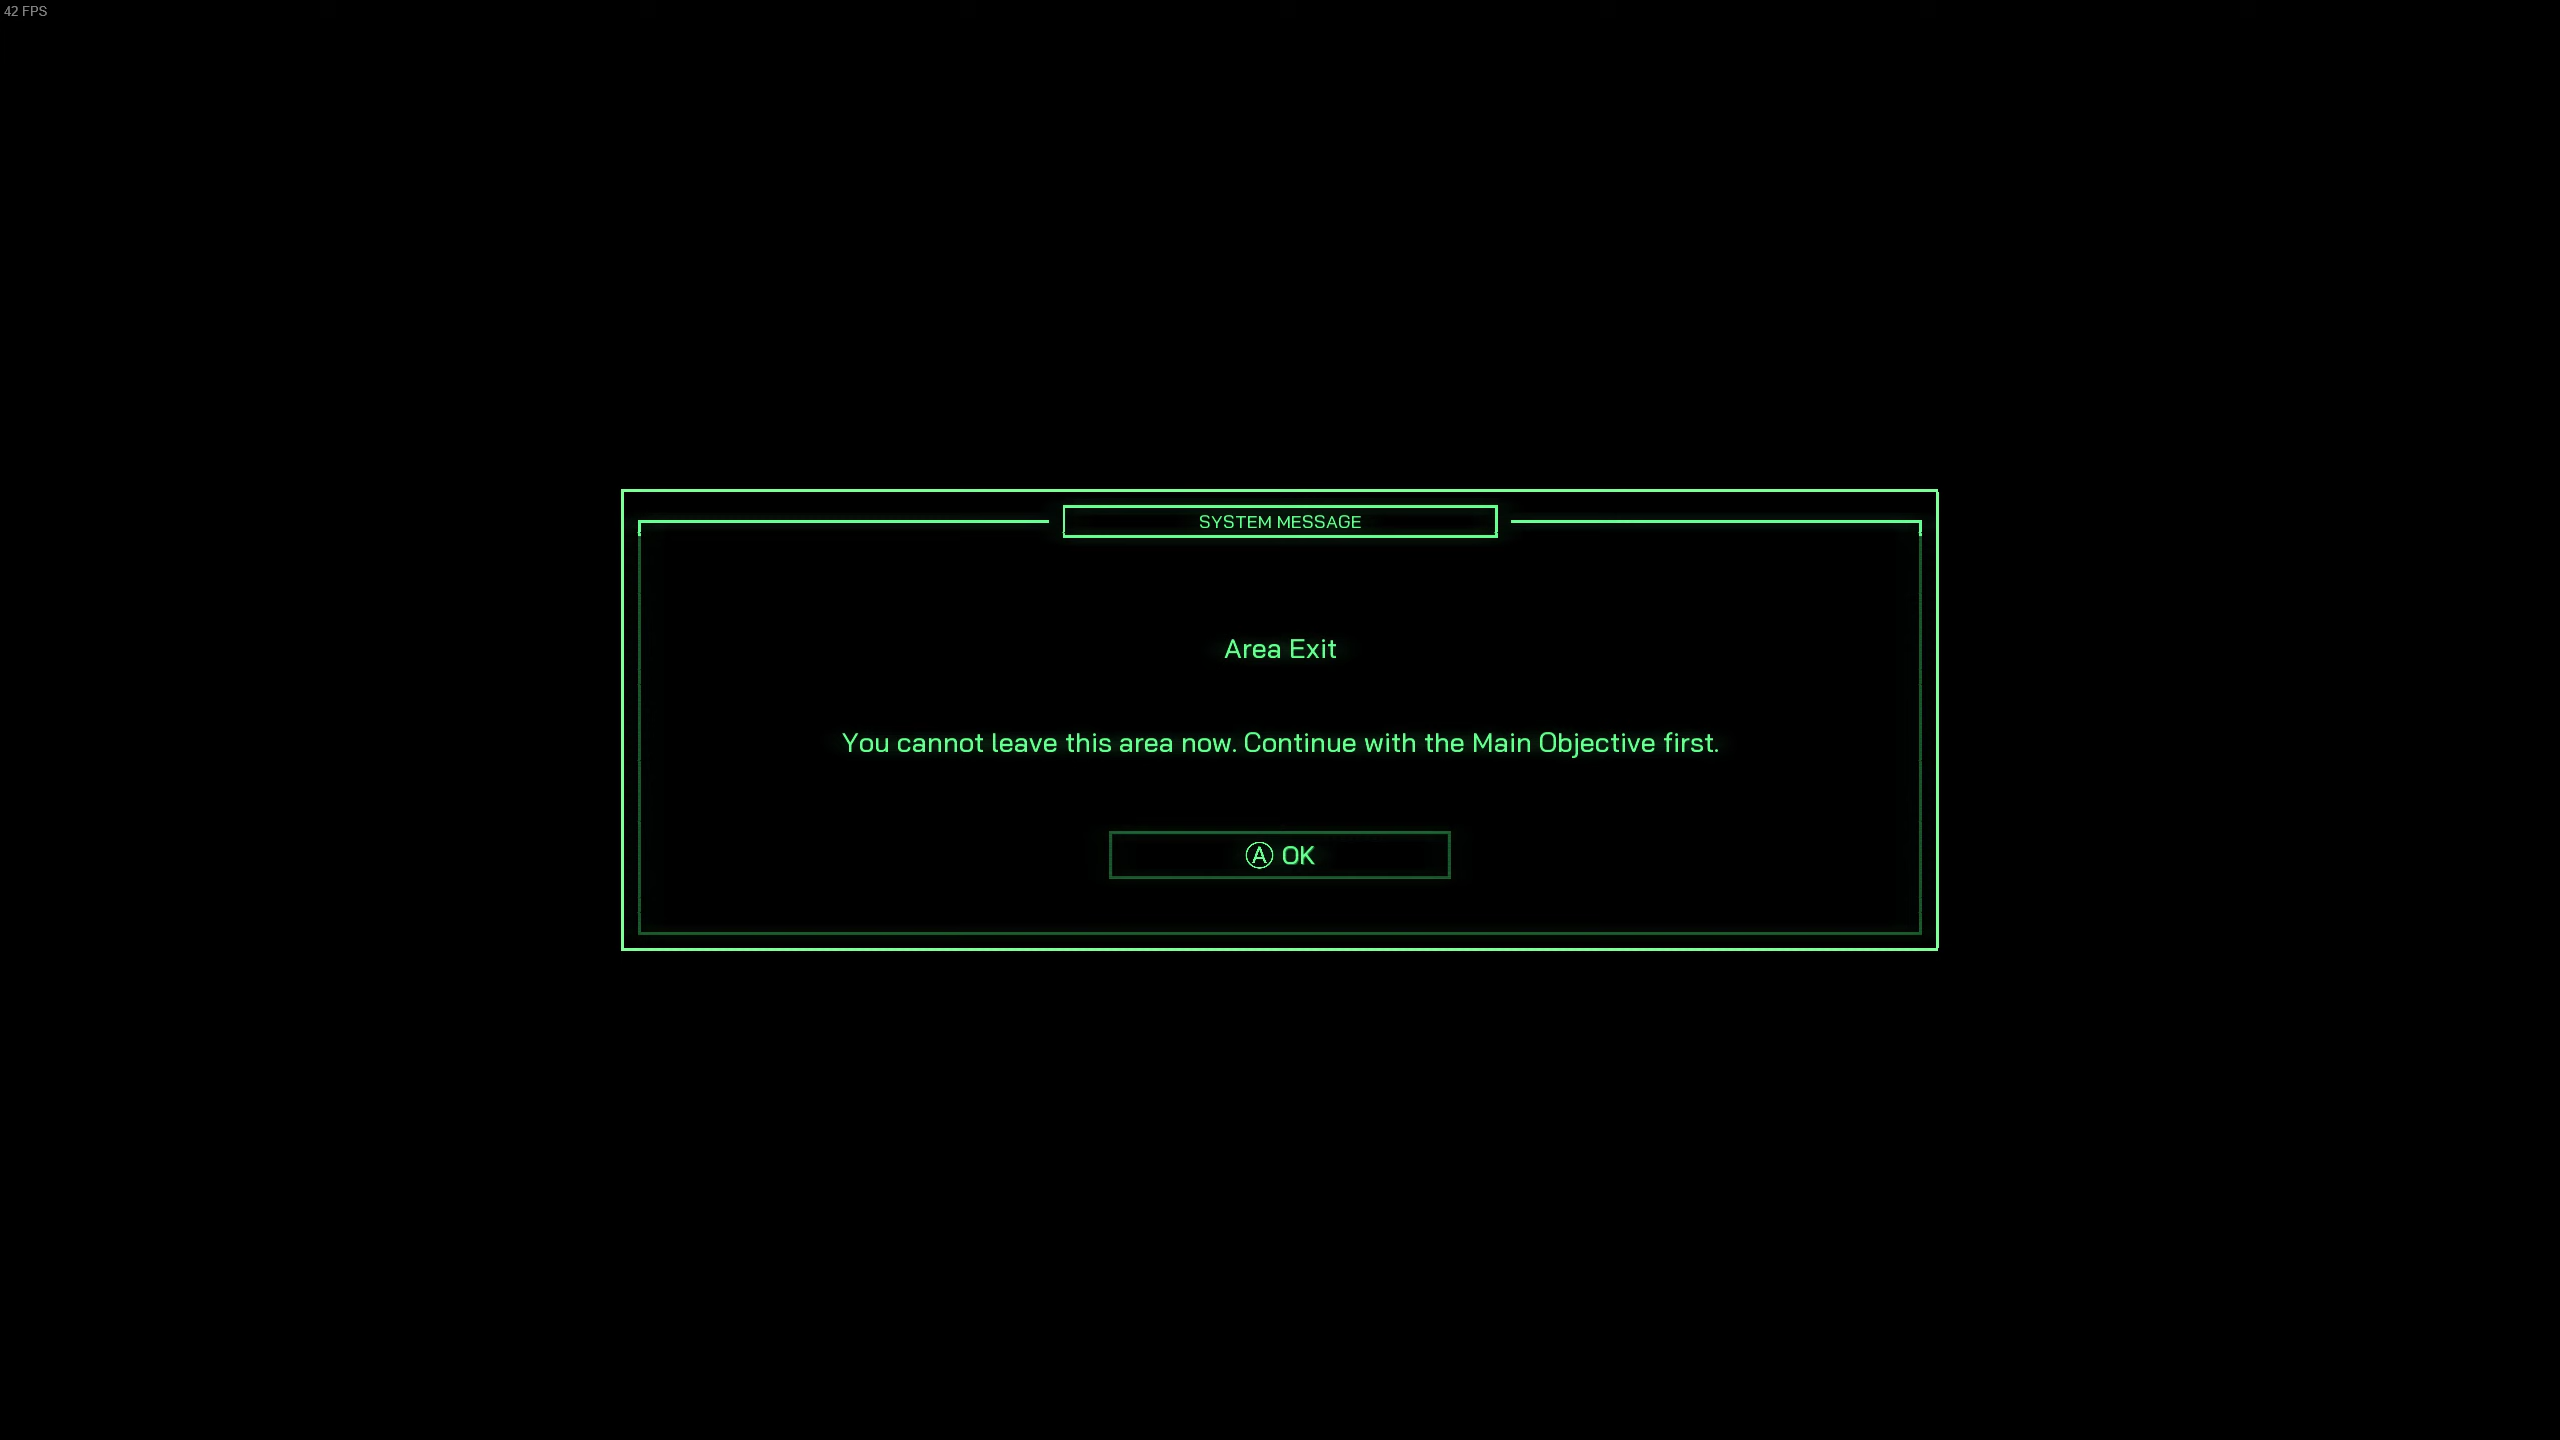 42 FPS
SYSTEM MESSAGE
Area Exit
You cannot leave this area now. Continue with the Main Objective first.
Ⓐ OK